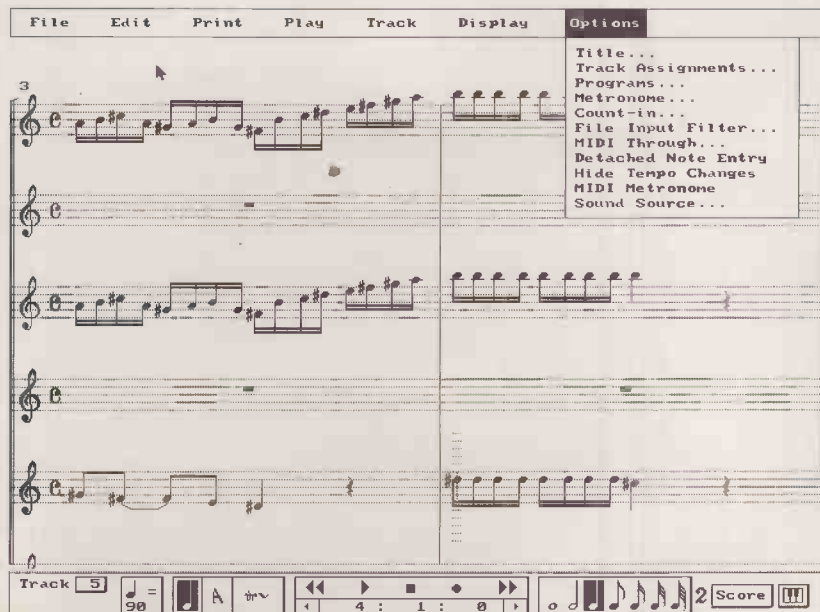 File Edit Print Play Track Display Options
Title...
Track Assignments...
Programs...
Metronome...
Count-in...
File Input Filter...
MIDI Through...
Detached Note Entry
Hide Tempo Changes
MIDI Metronome
Sound Source...
3
Track 5
= 90
A
4 : 1 : 0
2 Score